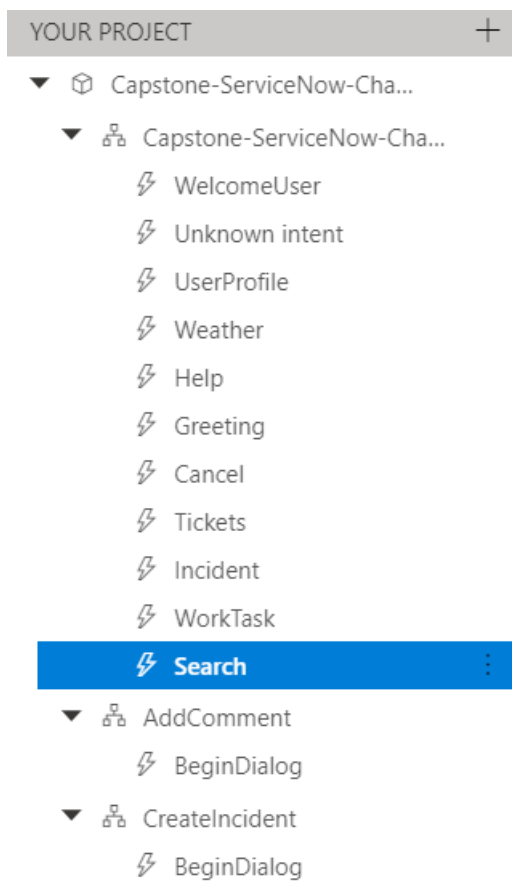 YOUR PROJECT
Capstone-ServiceNow-Cha...
Capstone-ServiceNow-Cha...
WelcomeUser
Unknown intent
UserProfile
Weather
Help
Greeting
Cancel
Tickets
Incident
WorkTask
Search
AddComment
BeginDialog
CreateIncident
BeginDialog